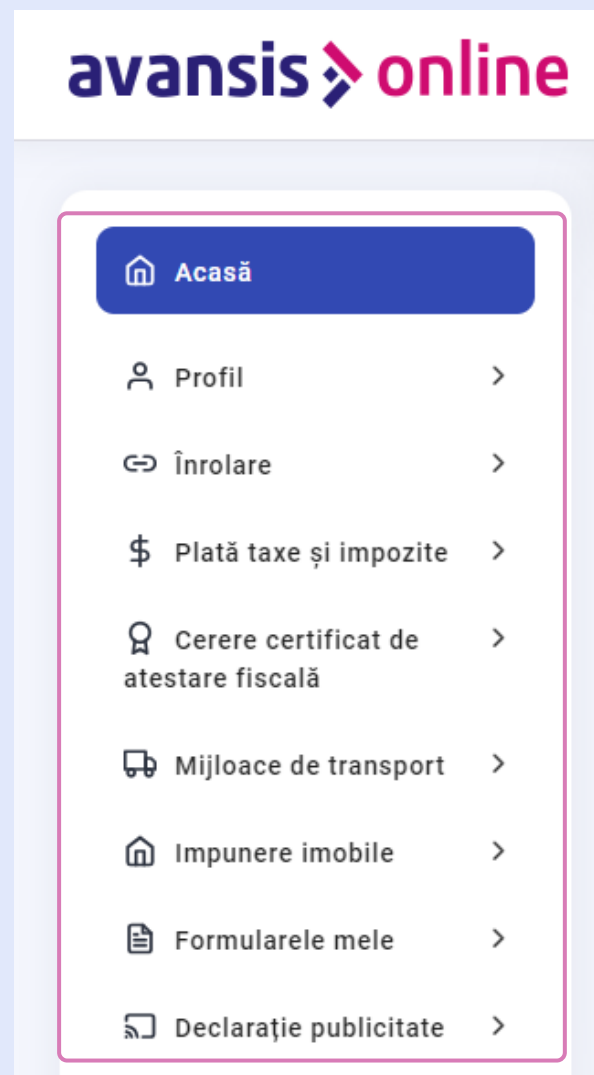 avansis online
Acasă
Profil
Înrolare
Plată taxe și impozite
Cerere certificat de
atestare fiscală
Mijloace de transport
Impunere imobile
Formularele mele
Declarație publicitate